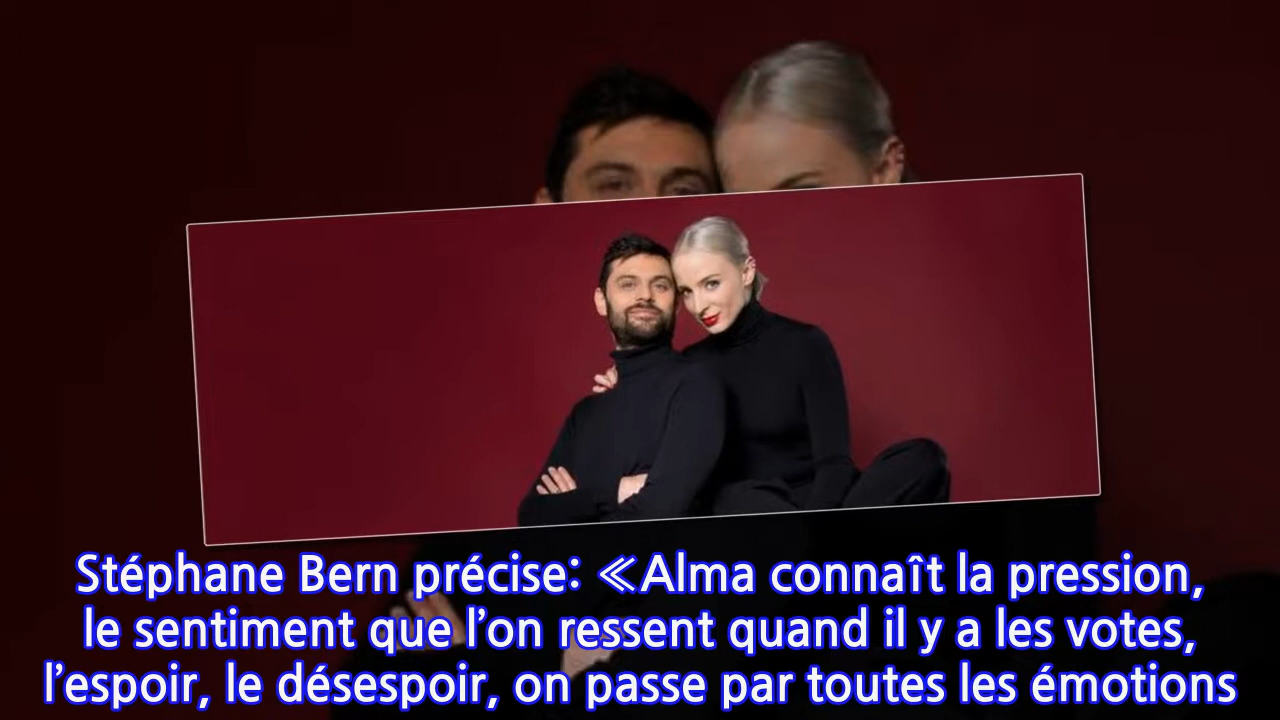 Stéphane Bern précise: ≪Alma connaît la pression,
le sentiment que l’on ressent quand il y a les votes,
l’espoir, le désespoir, on passe par toutes les émotions